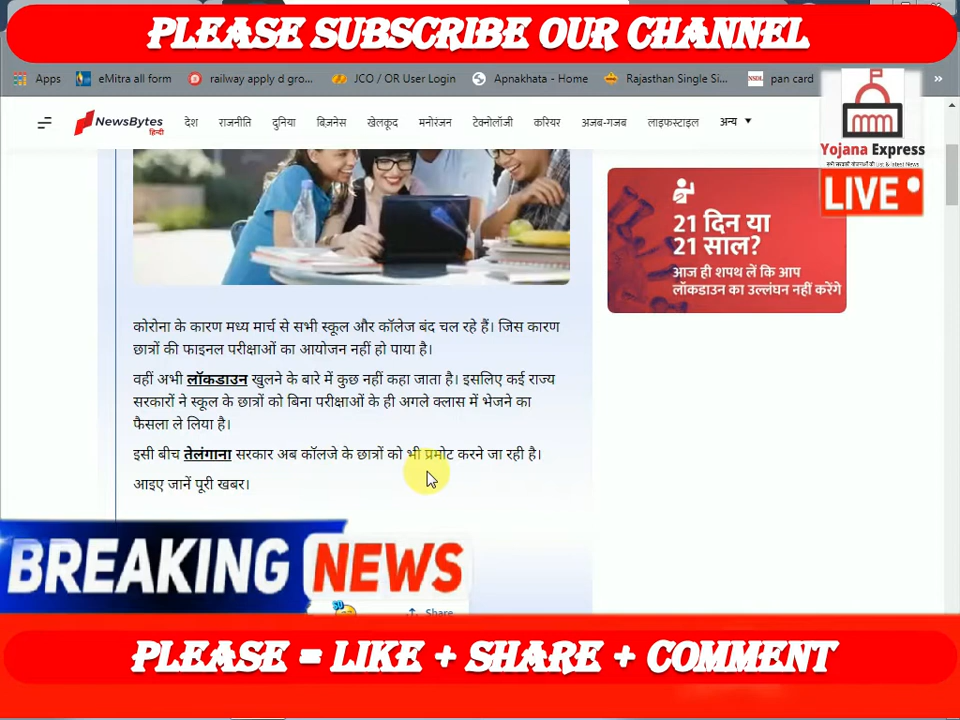 PLEASE SUBSCRIBE OUR CHANNEL
Apps eMitra all form railway apply d gro... JCO / OR User Login Apnakhata - Home Rajasthan Single Si... NSDL pan card »
NewsBytes
हिन्दी
देश राजनीति दुनिया बिज़नेस खेलकूद मनोरंजन टेक्नोलॉजी करियर अजब-गजब लाइफस्टाइल अन्य
Yojana Express
LIVE
21 दिन या
21 साल?
आज ही शपथ लें कि आप
लॉकडाउन का उल्लंघन नहीं करेंगे
कोरोना के कारण मध्य मार्च से सभी स्कूल और कॉलेज बंद चल रहे हैं। जिस कारण
छात्रों की फाइनल परीक्षाओं का आयोजन नहीं हो पाया है।
वहीं अभी लॉकडाउन खुलने के बारे में कुछ नहीं कहा जाता है। इसलिए कई राज्य
सरकारों ने स्कूल के छात्रों को बिना परीक्षाओं के ही अगले क्लास में भेजने का
फैसला ले लिया है।
इसी बीच तेलंगाना सरकार अब कॉलजे के छात्रों को भी प्रमोट करने जा रही है।
आइए जानें पूरी खबर।
BREAKING NEWS
Share
PLEASE = LIKE + SHARE + COMMENT